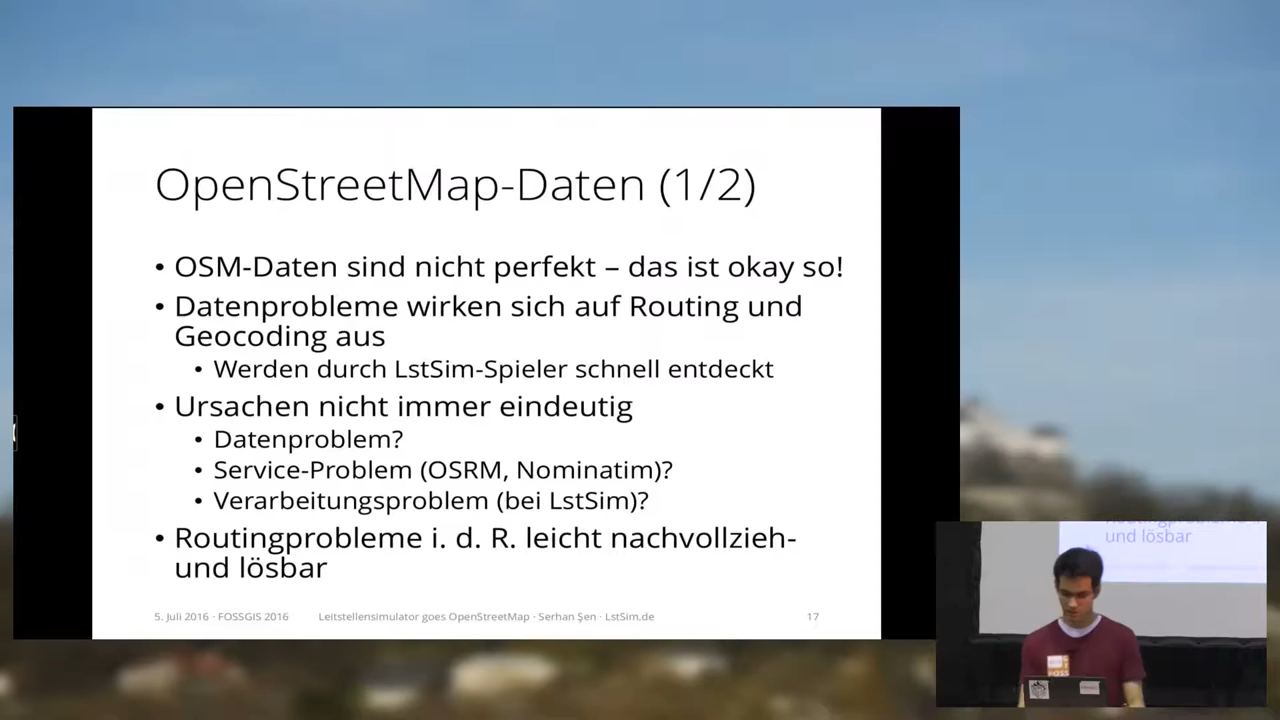 OpenStreetMap-Daten (1/2)
• OSM-Daten sind nicht perfekt – das ist okay so!
• Datenprobleme wirken sich auf Routing und
Geocoding aus
• Werden durch LstSim-Spieler schnell entdeckt
• Ursachen nicht immer eindeutig
• Datenproblem?
• Service-Problem (OSRM, Nominatim)?
• Verarbeitungsproblem (bei LstSim)?
• Routingprobleme i. d. R. leicht nachvollzieh-
und lösbar
5. Juli 2016 · FOSSGIS 2016 Leitstellensimulator goes OpenStreetMap · Serhan Şen · LstSim.de 17
und lösbar
FOSS